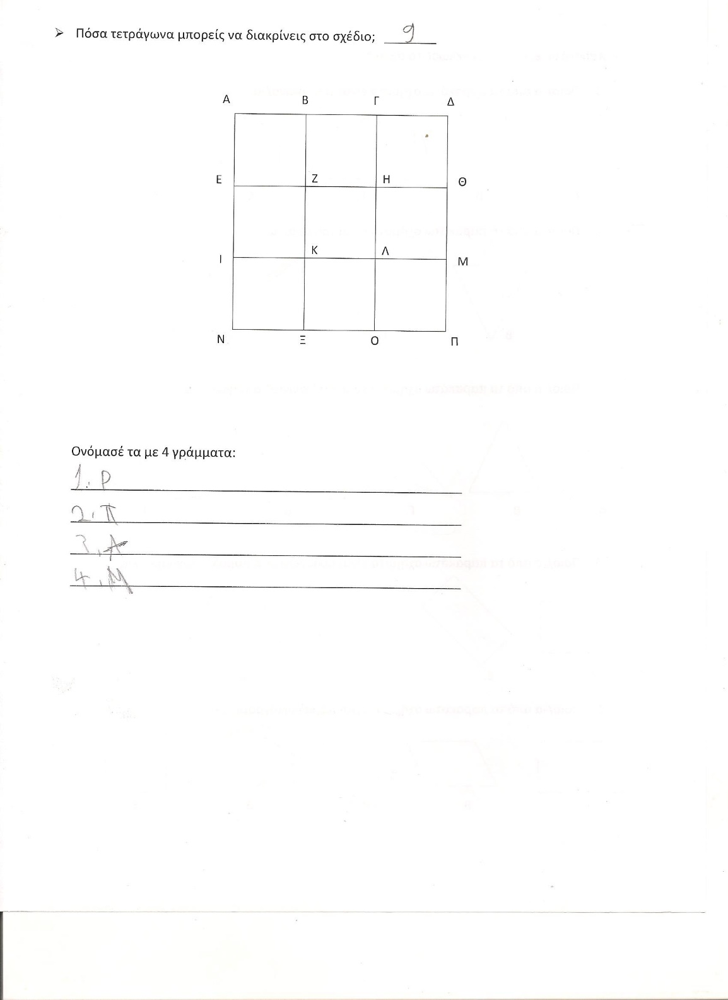 ➢ Πόσα τετράγωνα μπορείς να διακρίνεις στο σχέδιο; 9
Α Β Γ Δ
Ε Ζ Η Θ
Ι Κ Λ Μ
Ν Ξ Ο Π
Ονόμασέ τα με 4 γράμματα:
1. Ρ
2. Π
3. Α
4. Μ